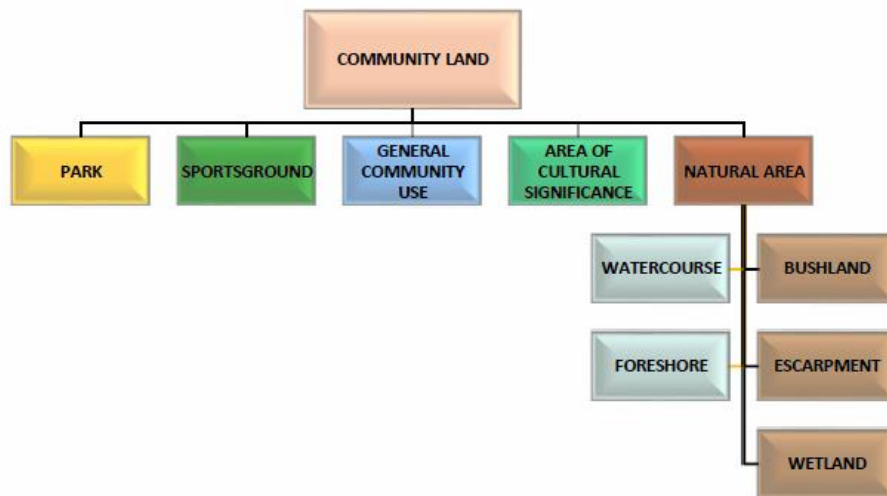 COMMUNITY LAND
PARK
SPORTSGROUND
GENERAL
COMMUNITY
USE
AREA OF
CULTURAL
SIGNIFICANCE
NATURAL AREA
WATERCOURSE
BUSHLAND
FORESHORE
ESCARPMENT
WETLAND